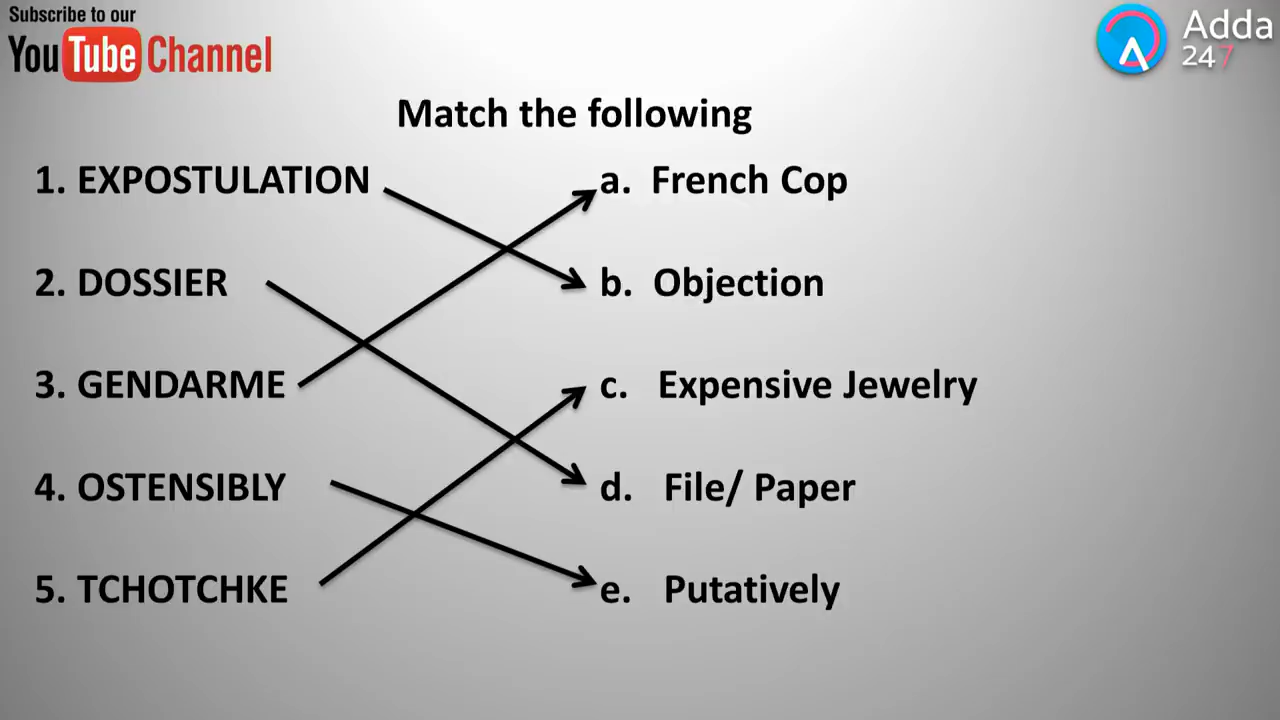 Subscribe to our
YouTube Channel
Adda
247
Match the following
1. EXPOSTULATION
a. French Cop
2. DOSSIER
b. Objection
3. GENDARME
c. Expensive Jewelry
4. OSTENSIBLY
d. File/ Paper
5. TCHOTCHKE
e. Putatively